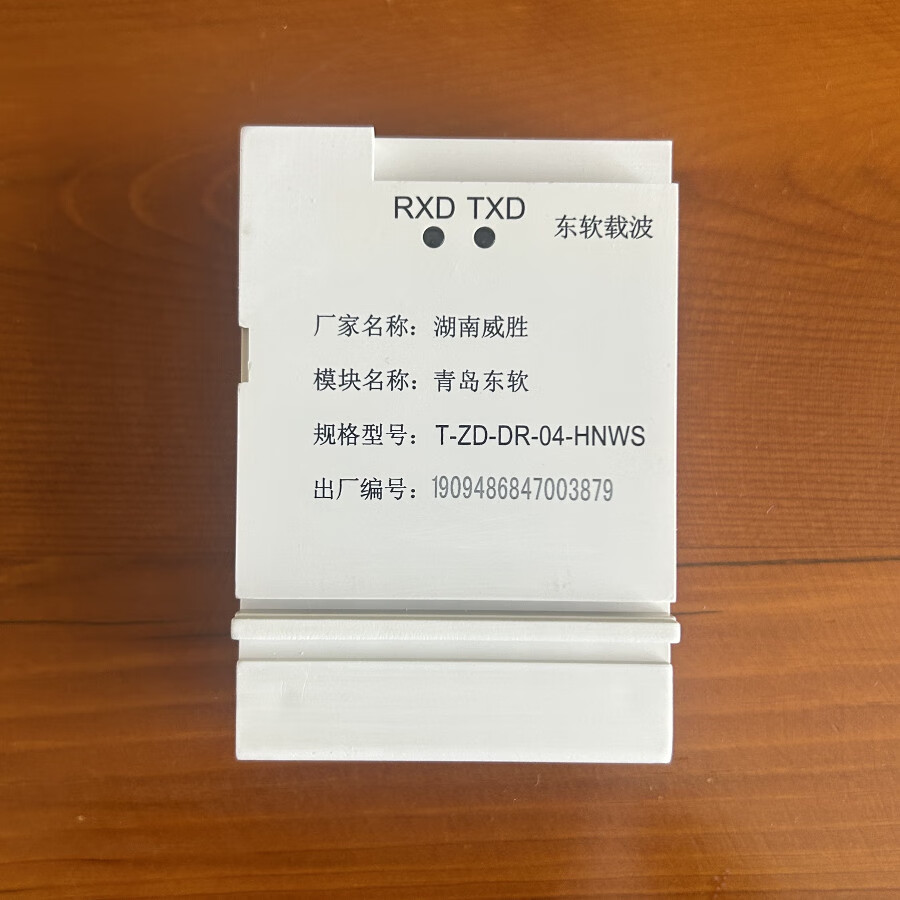 RXD TXD
东软载波
厂家名称：湖南威胜
模块名称：青岛东软
规格型号：T-ZD-DR-04-HNWS
出厂编号：1909486847003879